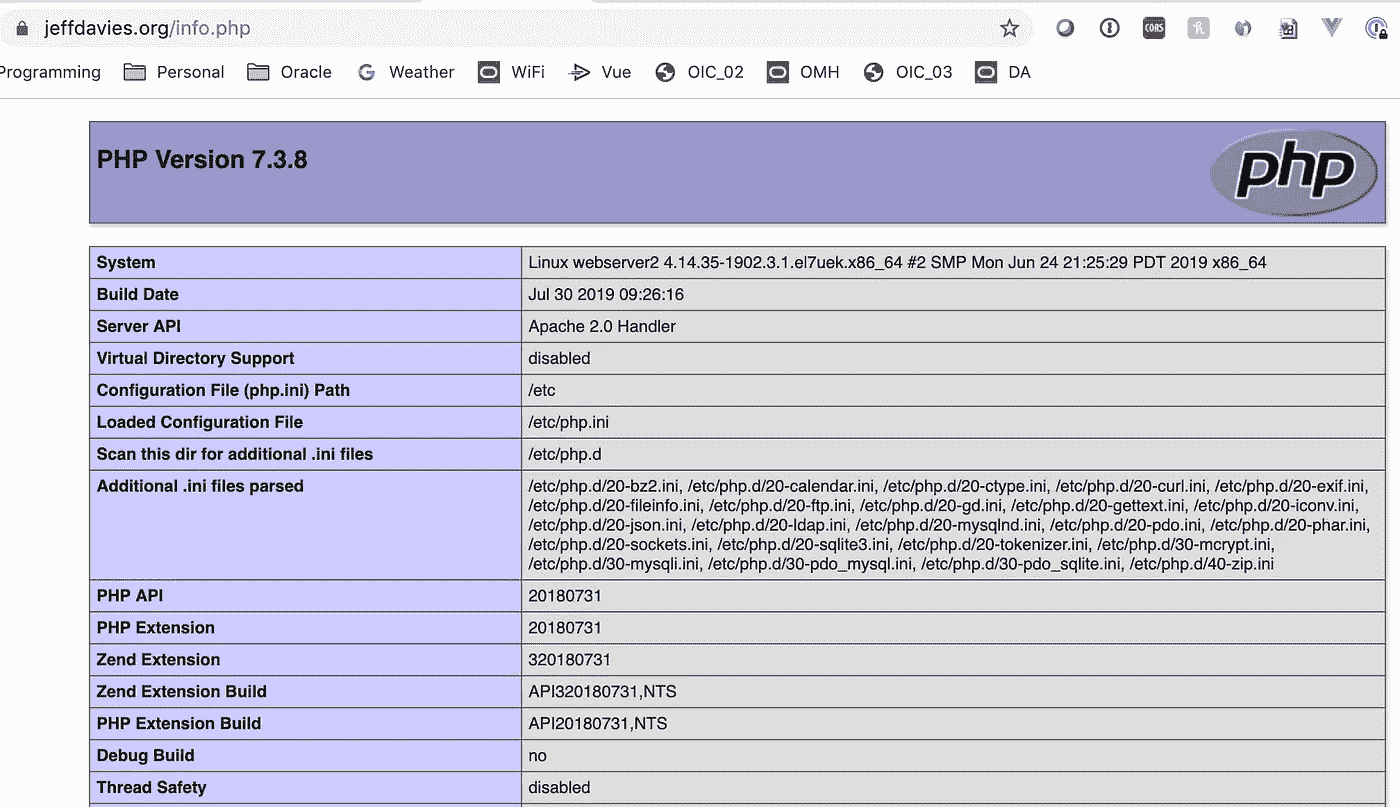 jeffdavies.org/info.php
CORS
Programming Personal Oracle Weather WiFi Vue OIC_02 OMH OIC_03 DA
PHP Version 7.3.8
php
System Linux webserver2 4.14.35-1902.3.1.el7uek.x86_64 #2 SMP Mon Jun 24 21:25:29 PDT 2019 x86_64
Build Date Jul 30 2019 09:26:16
Server API Apache 2.0 Handler
Virtual Directory Support disabled
Configuration File (php.ini) Path /etc
Loaded Configuration File /etc/php.ini
Scan this dir for additional .ini files /etc/php.d
Additional .ini files parsed /etc/php.d/20-bz2.ini, /etc/php.d/20-calendar.ini, /etc/php.d/20-ctype.ini, /etc/php.d/20-curl.ini, /etc/php.d/20-exif.ini,
/etc/php.d/20-fileinfo.ini, /etc/php.d/20-ftp.ini, /etc/php.d/20-gd.ini, /etc/php.d/20-gettext.ini, /etc/php.d/20-iconv.ini,
/etc/php.d/20-json.ini, /etc/php.d/20-ldap.ini, /etc/php.d/20-mysqlnd.ini, /etc/php.d/20-pdo.ini, /etc/php.d/20-phar.ini,
/etc/php.d/20-sockets.ini, /etc/php.d/20-sqlite3.ini, /etc/php.d/20-tokenizer.ini, /etc/php.d/30-mcrypt.ini,
/etc/php.d/30-mysqli.ini, /etc/php.d/30-pdo_mysql.ini, /etc/php.d/30-pdo_sqlite.ini, /etc/php.d/40-zip.ini
PHP API 20180731
PHP Extension 20180731
Zend Extension 320180731
Zend Extension Build API320180731,NTS
PHP Extension Build API20180731,NTS
Debug Build no
Thread Safety disabled